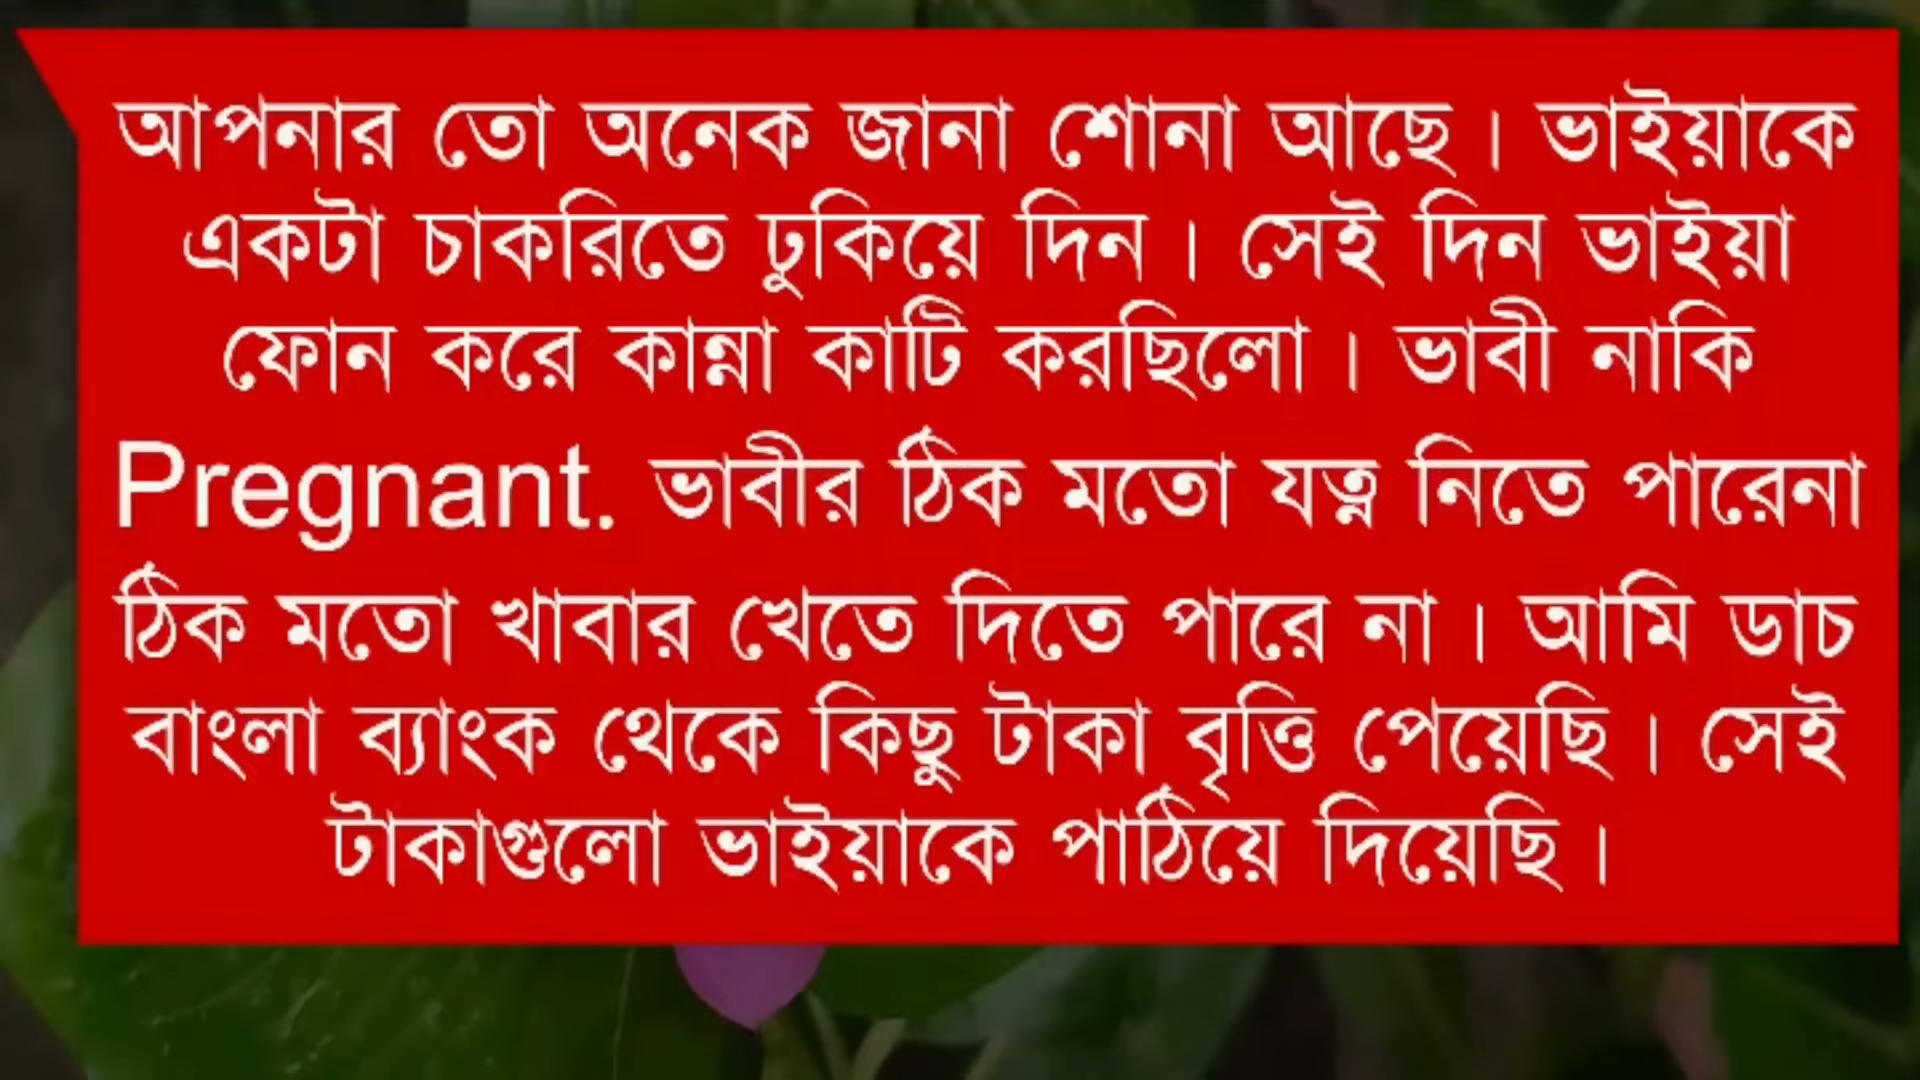 আপনার তো অনেক জানা শোনা আছে । ভাইয়াকে
একটা চাকরিতে ঢুকিয়ে দিন । সেই দিন ভাইয়া
ফোন করে কান্না কাটি করছিলো । ভাবী নাকি
Pregnant. ভাবীর ঠিক মতো যত্ন নিতে পারেনা
ঠিক মতো খাবার খেতে দিতে পারে না । আমি ডাচ
বাংলা ব্যাংক থেকে কিছু টাকা বৃত্তি পেয়েছি । সেই
টাকাগুলো ভাইয়াকে পাঠিয়ে দিয়েছি ।